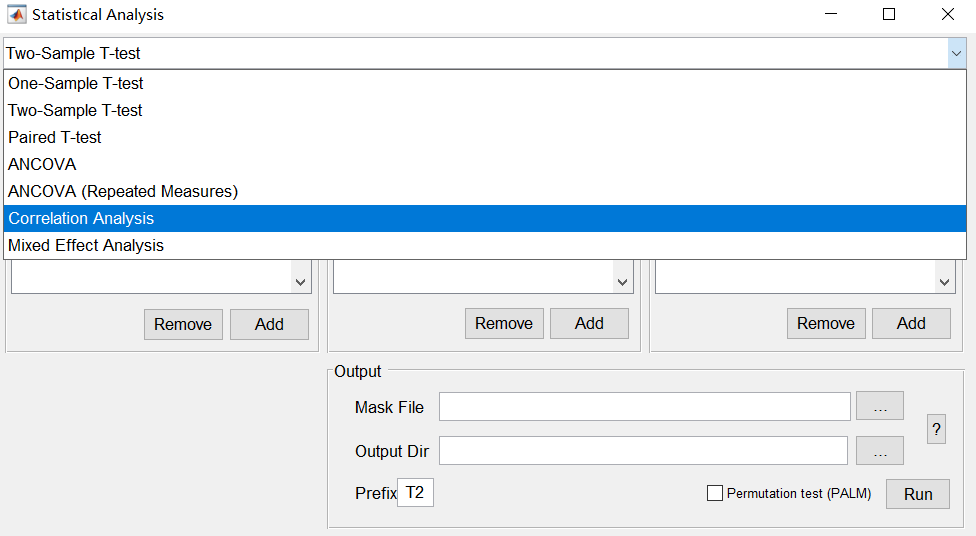 Statistical Analysis
Two-Sample T-test
One-Sample T-test
Two-Sample T-test
Paired T-test
ANCOVA
ANCOVA (Repeated Measures)
Correlation Analysis
Mixed Effect Analysis
Remove Add Remove Add Remove Add
Output
Mask File ...
?
Output Dir ...
Prefix T2 Permutation test (PALM) Run